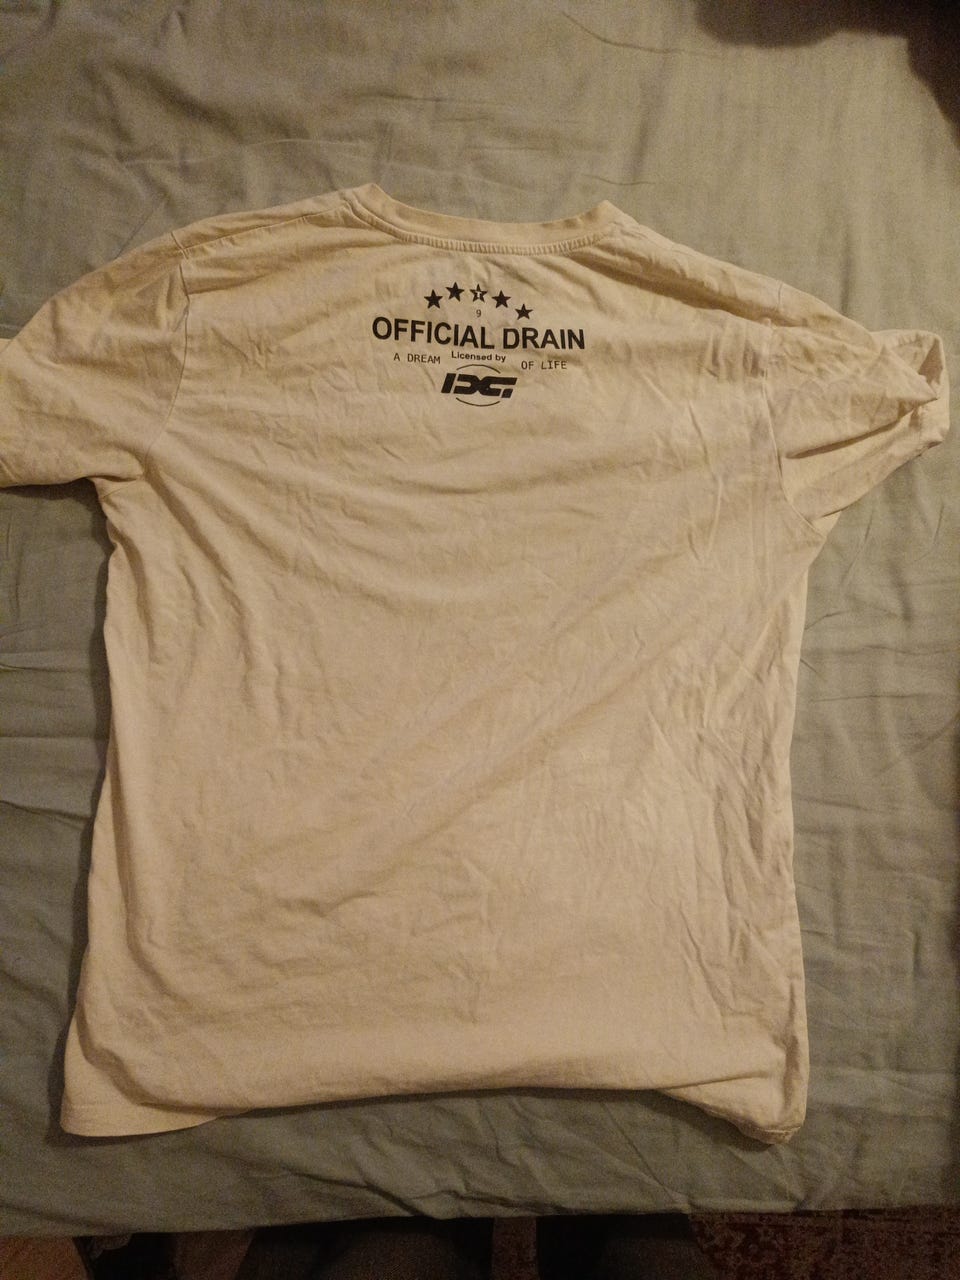 9
OFFICIAL DRAIN
Licensed by
A DREAM OF LIFE
DG